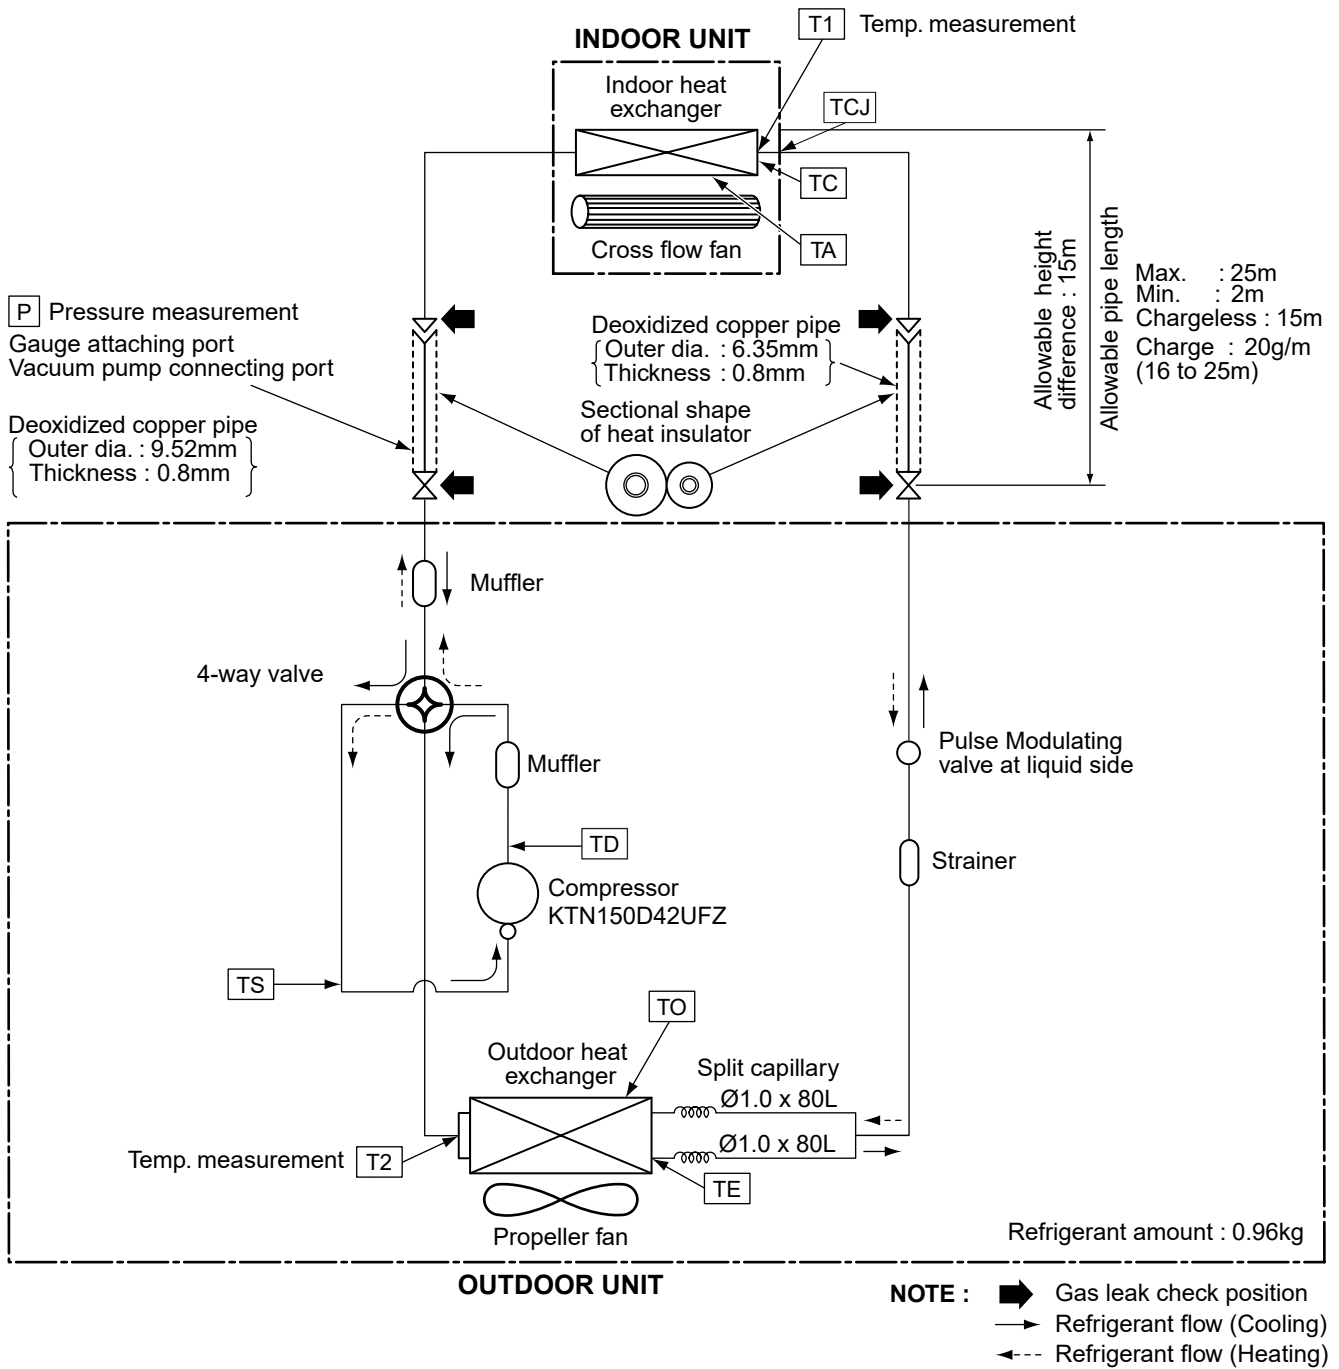 T1 Temp. measurement
INDOOR UNIT
Indoor heat
exchanger
TCJ
TC
Cross flow fan
TA
Allowable height
difference : 15m
Allowable pipe length
Max. : 25m
Min. : 2m
Chargeless : 15m
Charge : 20g/m
(16 to 25m)
P Pressure measurement
Gauge attaching port
Vacuum pump connecting port
Deoxidized copper pipe
Outer dia. : 9.52mm
Thickness : 0.8mm
Deoxidized copper pipe
Outer dia. : 6.35mm
Thickness : 0.8mm
Sectional shape
of heat insulator
Muffler
4-way valve
Muffler
Pulse Modulating
valve at liquid side
TD
Strainer
Compressor
KTN150D42UFZ
TS
TO
Outdoor heat
exchanger
Split capillary
Ø1.0 x 80L
Ø1.0 x 80L
Temp. measurement T2
TE
Propeller fan
Refrigerant amount : 0.96kg
OUTDOOR UNIT
NOTE :
Gas leak check position
Refrigerant flow (Cooling)
Refrigerant flow (Heating)